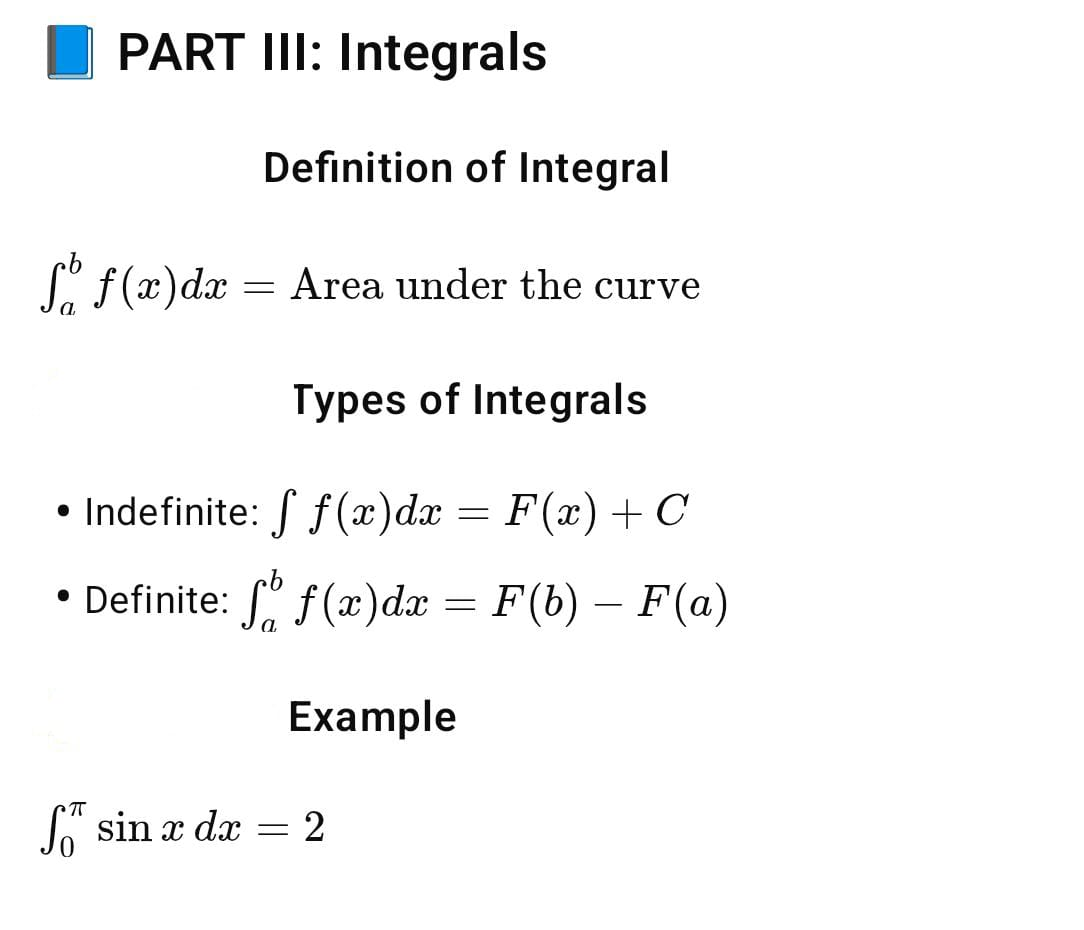 📘 PART III: Integrals
Definition of Integral
∫ₐᵇ f(x)dx = Area under the curve
Types of Integrals
• Indefinite: ∫ f(x)dx = F(x) + C
• Definite: ∫ₐᵇ f(x)dx = F(b) − F(a)
Example
∫₀^π sin x dx = 2